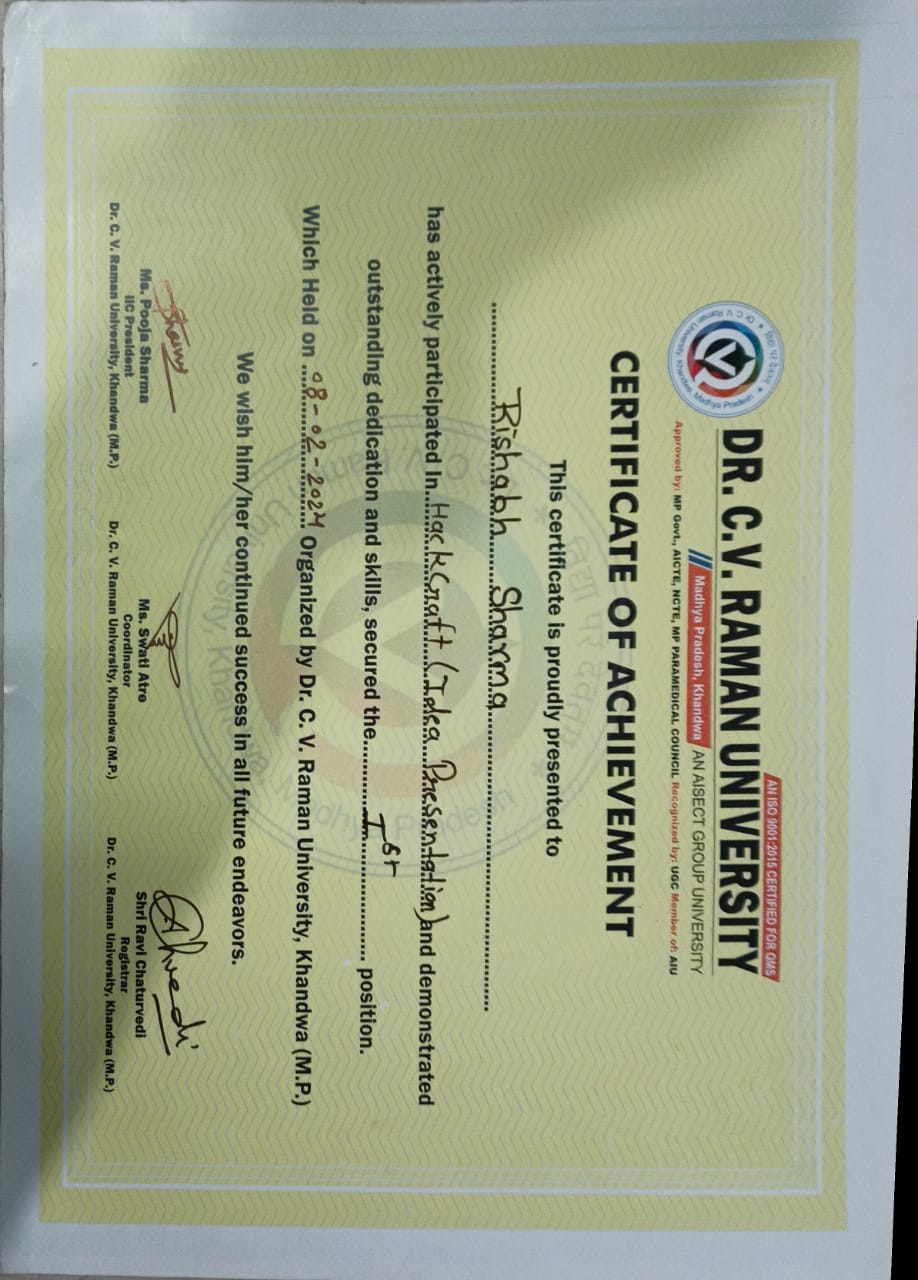 विद्या परं दैवतम्
Dr. C V Raman University, Khandwa, Madhya Pradesh
AN ISO 9001:2015 CERTIFIED FOR QMS
DR. C.V. RAMAN UNIVERSITY
Madhya Pradesh, Khandwa AN AISECT GROUP UNIVERSITY
Approved by: MP Govt., AICTE, NCTE, MP PARAMEDICAL COUNCIL Recognized by: UGC Member of: AIU
CERTIFICATE OF ACHIEVEMENT
This certificate is proudly presented to
Rishabh Sharma
has actively participated in HackCraft (Idea Presentation) and demonstrated
outstanding dedication and skills, secured the Ist position.
Which Held on 08-02-2024 Organized by Dr. C. V. Raman University, Khandwa (M.P.)
We wish him/her continued success in all future endeavors.
Ms. Pooja Sharma
IIC President
Dr. C. V. Raman University, Khandwa (M.P.)
Ms. Swati Atre
Coordinator
Dr. C. V. Raman University, Khandwa (M.P.)
Shri Ravi Chaturvedi
Registrar
Dr. C. V. Raman University, Khandwa (M.P.)